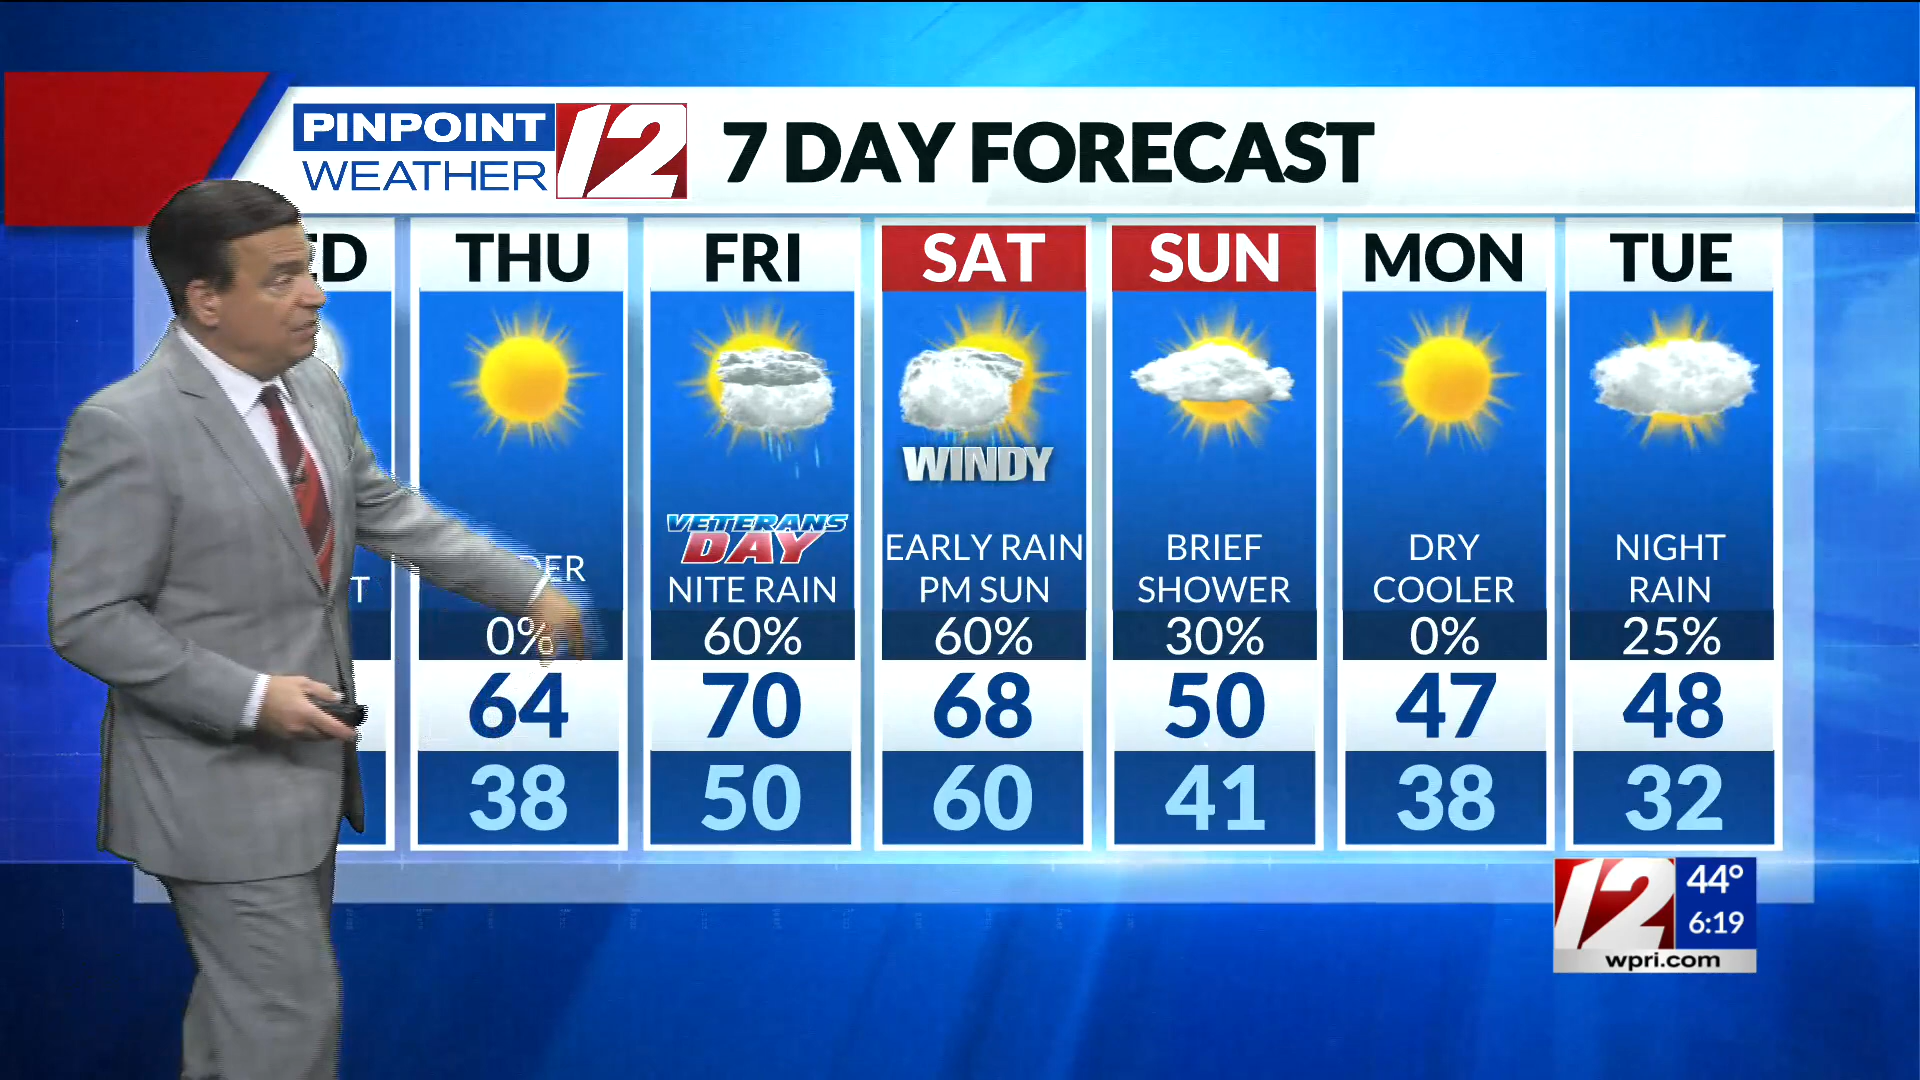 PINPOINT
WEATHER
12
7 DAY FORECAST
THU
FRI
SAT
SUN
MON
TUE
WINDY
VETERANS
DAY
NITE RAIN
EARLY RAIN
PM SUN
BRIEF
SHOWER
DRY
COOLER
NIGHT
RAIN
0%
60%
60%
30%
0%
25%
64
70
68
50
47
48
38
50
60
41
38
32
12
44°
6:19
wpri.com